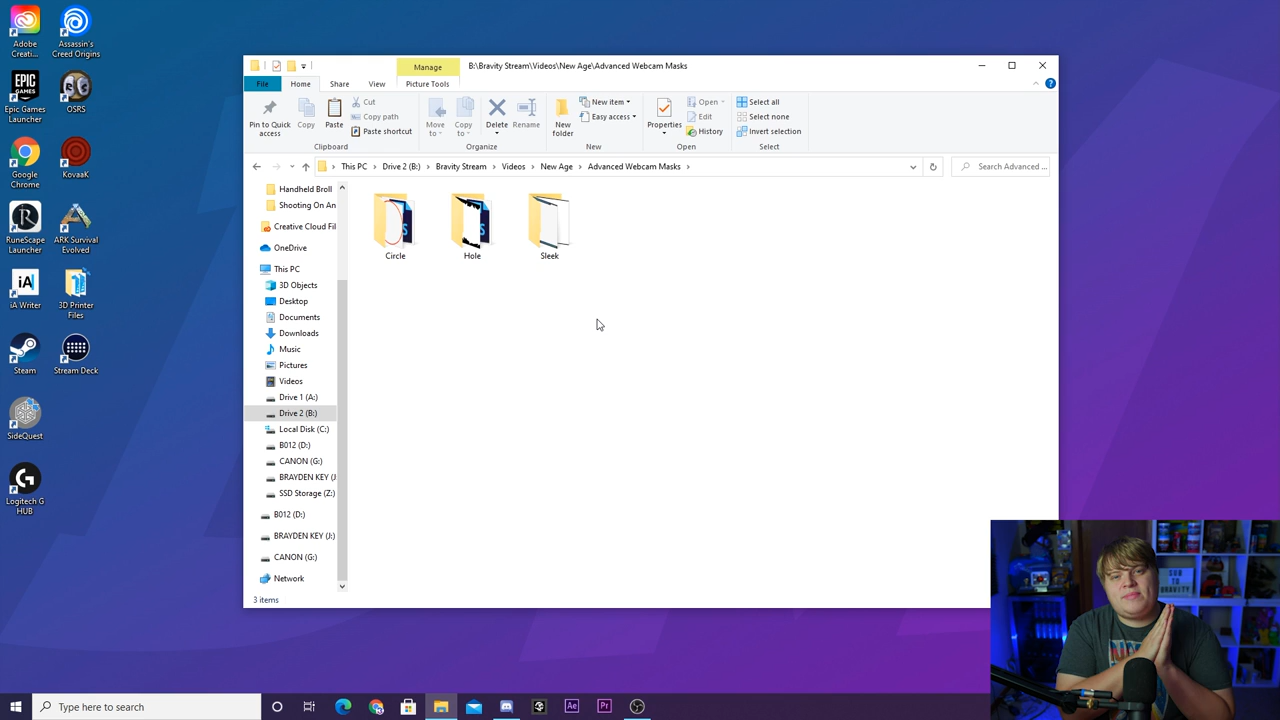 Adobe
Creati...
Assassin's
Creed Origins
Epic Games
Launcher
OSRS
Google
Chrome
KovaaK
RuneScape
Launcher
ARK Survival
Evolved
iA Writer
3D Printer
Files
Steam
Stream Deck
SideQuest
Logitech G
HUB
Manage
B:\Bravity Stream\Videos\New Age\Advanced Webcam Masks
File
Home
Share
View
Picture Tools
Pin to Quick
access
Copy
Paste
Cut
Copy path
Paste shortcut
Clipboard
Move
to
Copy
to
Delete
Rename
Organize
New
folder
New item
Easy access
New
Properties
Open
Edit
History
Open
Select all
Select none
Invert selection
Select
This PC > Drive 2 (B:) > Bravity Stream > Videos > New Age > Advanced Webcam Masks >
Search Advanced ...
Handheld Broll
Shooting On An
Creative Cloud Fil
OneDrive
This PC
3D Objects
Desktop
Documents
Downloads
Music
Pictures
Videos
Drive 1 (A:)
Drive 2 (B:)
Local Disk (C:)
B012 (D:)
CANON (G:)
BRAYDEN KEY (J:
SSD Storage (Z:)
B012 (D:)
BRAYDEN KEY (J:)
CANON (G:)
Network
Circle
Hole
Sleek
3 items
SUB
TO
BRAVITY
Type here to search
Ae
Pr